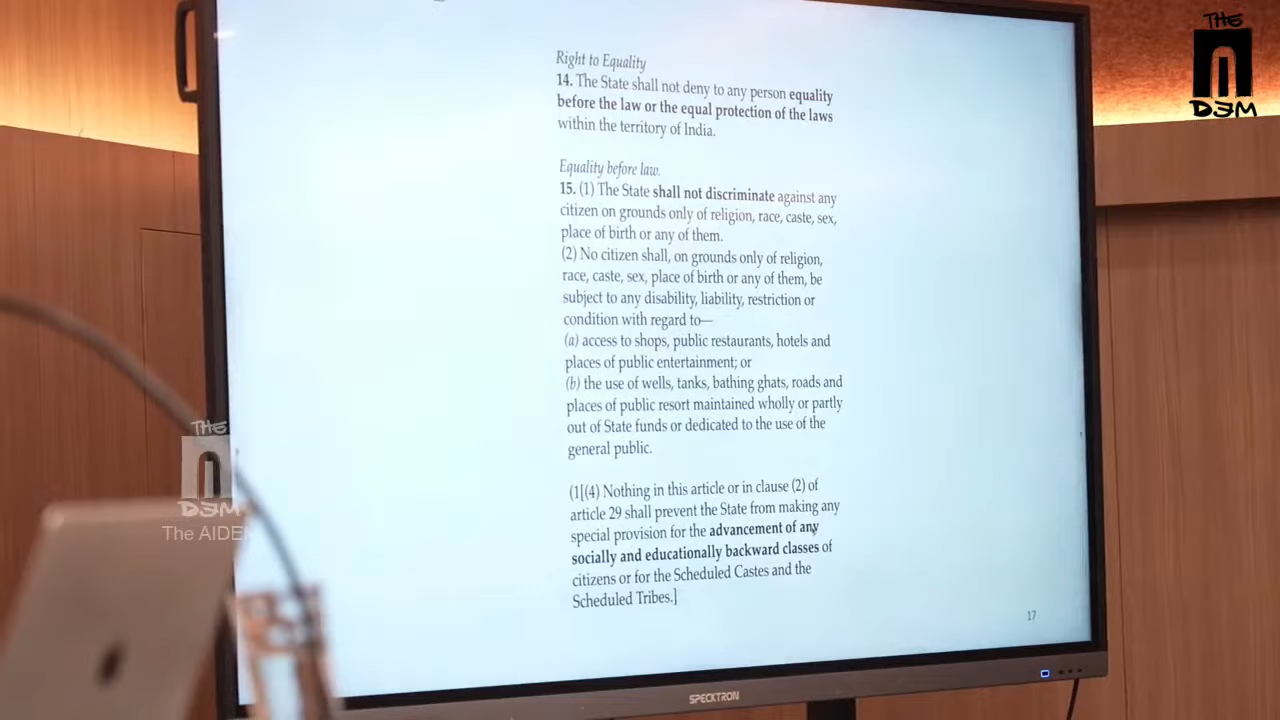 THE
DEM
Right to Equality
14. The State shall not deny to any person equality
before the law or the equal protection of the laws
within the territory of India.
Equality before law.
15. (1) The State shall not discriminate against any
citizen on grounds only of religion, race, caste, sex,
place of birth or any of them.
(2) No citizen shall, on grounds only of religion,
race, caste, sex, place of birth or any of them, be
subject to any disability, liability, restriction or
condition with regard to—
(a) access to shops, public restaurants, hotels and
places of public entertainment; or
(b) the use of wells, tanks, bathing ghats, roads and
places of public resort maintained wholly or partly
out of State funds or dedicated to the use of the
general public.
(1[(4) Nothing in this article or in clause (2) of
article 29 shall prevent the State from making any
special provision for the advancement of any
socially and educationally backward classes of
citizens or for the Scheduled Castes and the
Scheduled Tribes.]
17
THE
DEM
The AIDEM
SPECKTRON